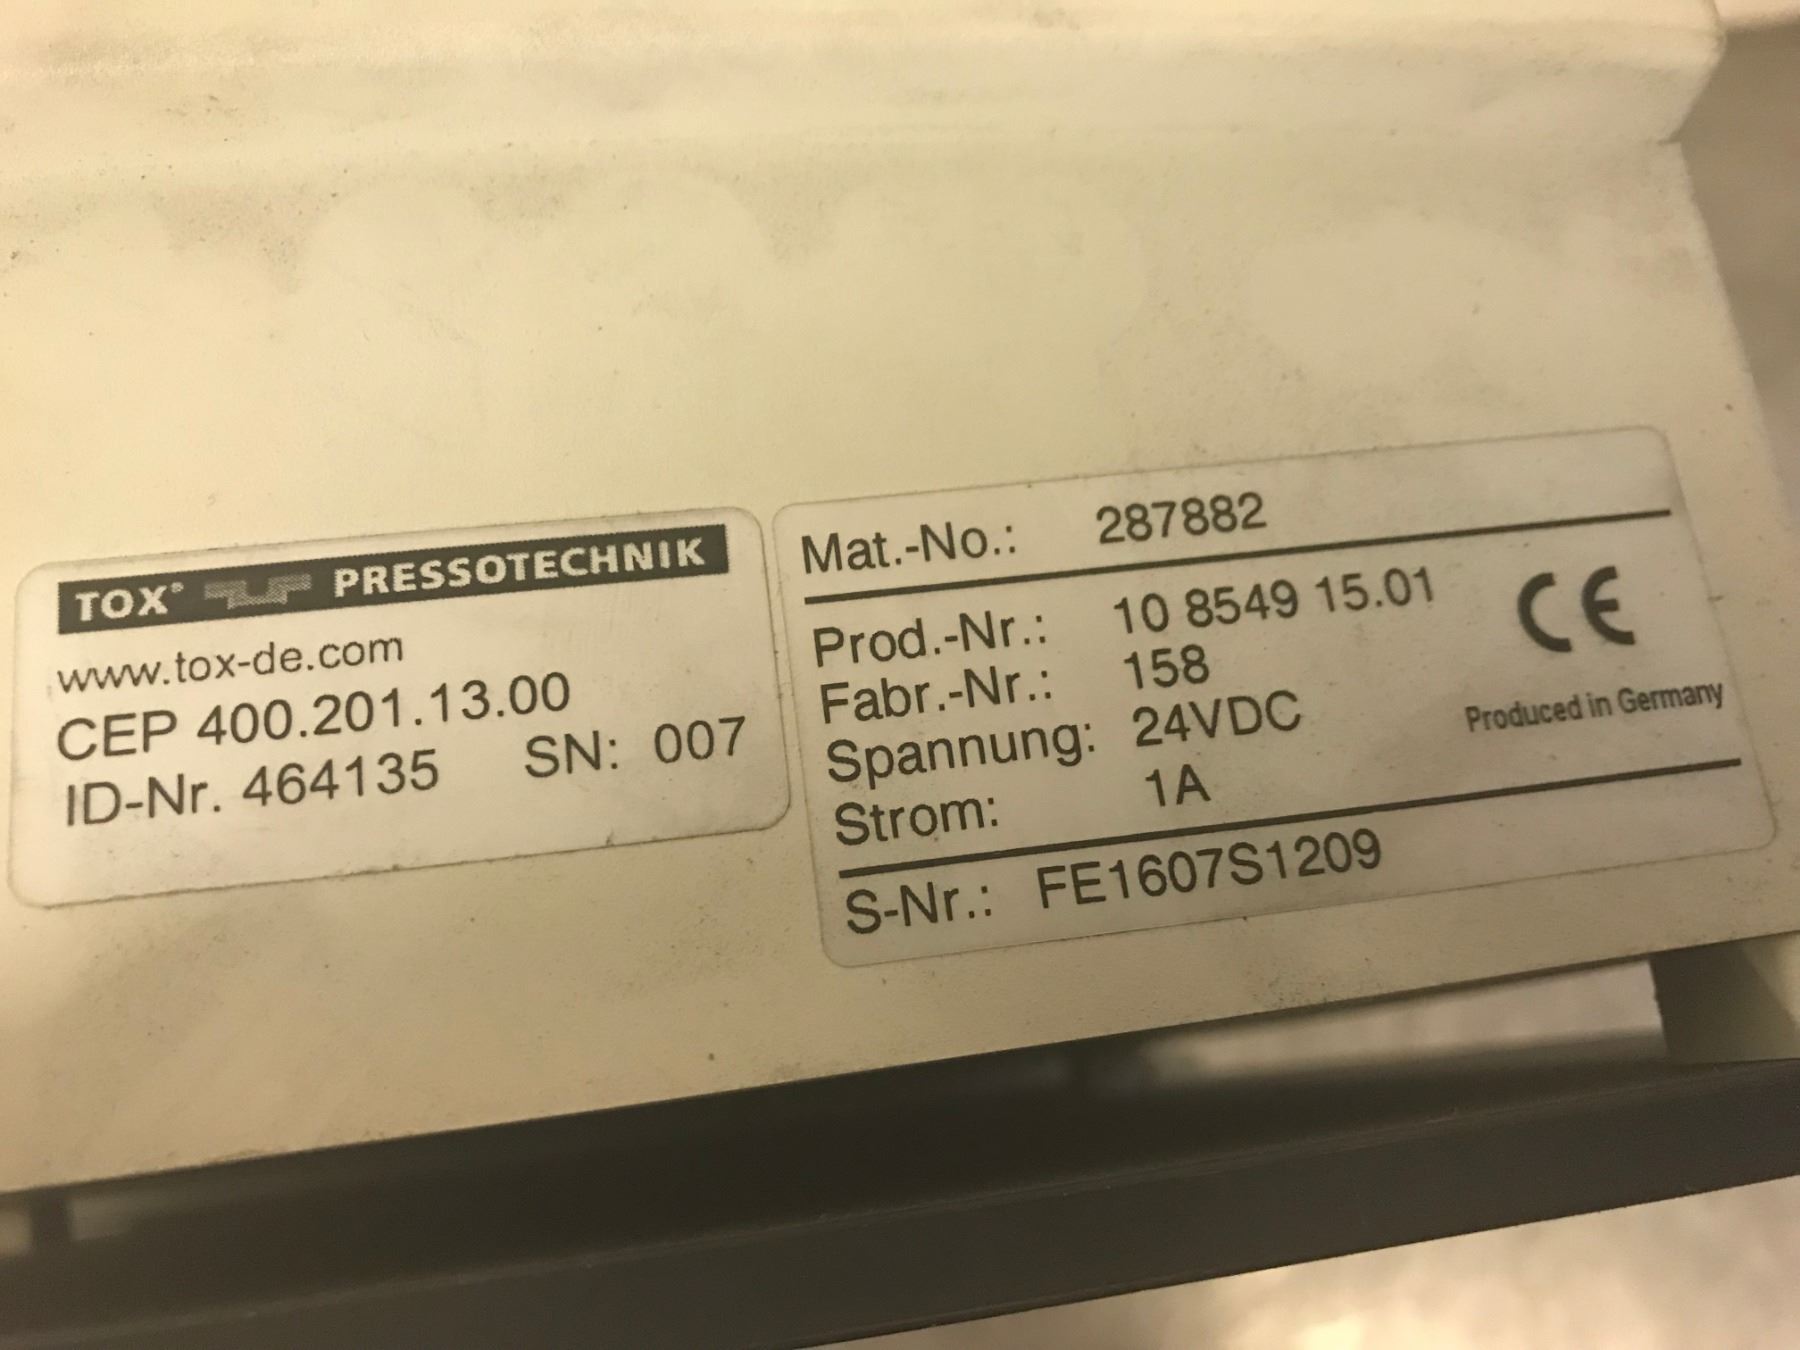 TOX® PRESSOTECHNIK
www.tox-de.com
CEP 400.201.13.00
ID-Nr. 464135 SN: 007
Mat.-No.: 287882
Prod.-Nr.: 10 8549 15.01
Fabr.-Nr.: 158
Spannung: 24VDC
Strom: 1A
CE
Produced in Germany
S-Nr.: FE1607S1209